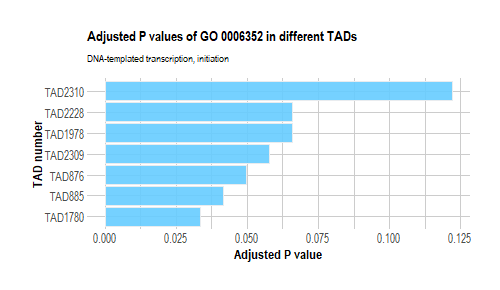 Adjusted P values of GO 0006352 in different TADs
DNA-templated transcription, initiation
TAD number
TAD2310
TAD2228
TAD1978
TAD2309
TAD876
TAD885
TAD1780
0.000 0.025 0.050 0.075 0.100 0.125
Adjusted P value